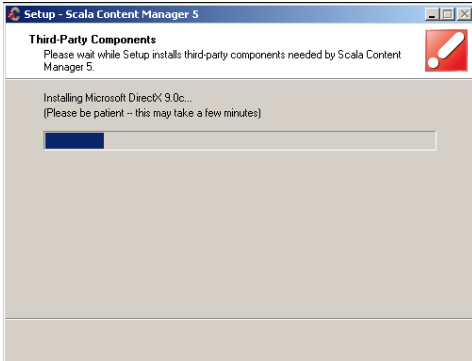 Setup - Scala Content Manager 5
Third-Party Components
Please wait while Setup installs third-party components needed by Scala Content
Manager 5.
Installing Microsoft DirectX 9.0c...
(Please be patient -- this may take a few minutes)